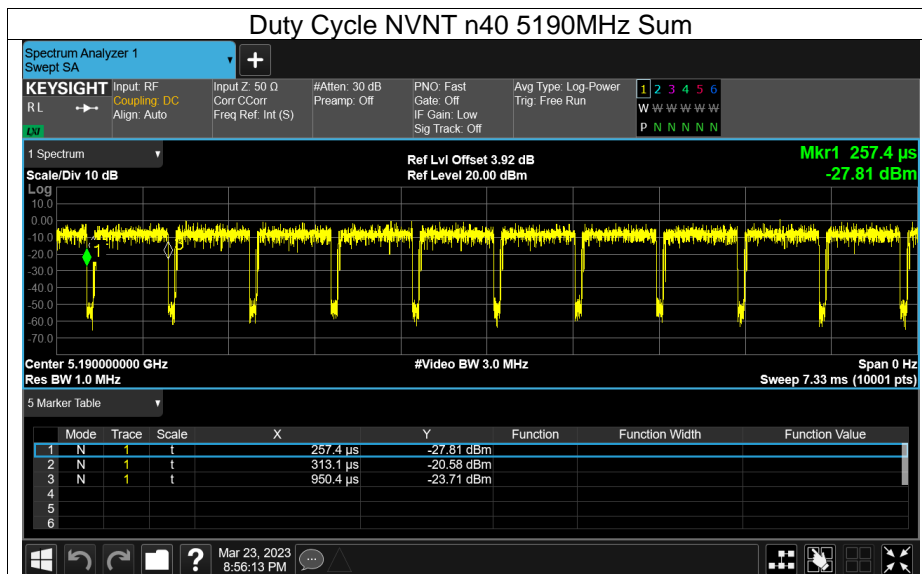 Duty Cycle NVNT n40 5190MHz Sum
Spectrum Analyzer 1
Swept SA
+
KEYSIGHT Input: RF Input Z: 50 Ω #Atten: 30 dB PNO: Fast Avg Type: Log-Power 1 2 3 4 5 6
R L Coupling: DC Corr CCorr Preamp: Off Gate: Off Trig: Free Run W W W W W W
Align: Auto Freq Ref: Int (S) IF Gain: Low
LXI Sig Track: Off P N N N N N
1 Spectrum Ref Lvl Offset 3.92 dB Mkr1 257.4 µs
Scale/Div 10 dB Ref Level 20.00 dBm -27.81 dBm
Log
10.0
0.00
-10.0
-20.0
-30.0
-40.0
-50.0
-60.0
-70.0
1
Center 5.190000000 GHz #Video BW 3.0 MHz Span 0 Hz
Res BW 1.0 MHz Sweep 7.33 ms (10001 pts)
5 Marker Table
Mode Trace Scale X Y Function Function Width Function Value
1 N 1 t 257.4 µs -27.81 dBm
2 N 1 t 313.1 µs -20.58 dBm
3 N 1 t 950.4 µs -23.71 dBm
4
5
6
? Mar 23, 2023
8:56:13 PM